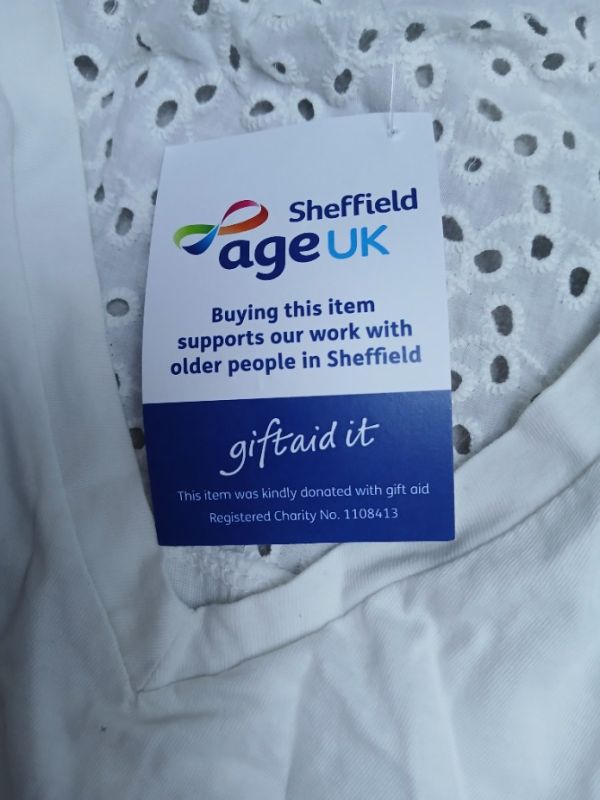 Sheffield
age UK
Buying this item
supports our work with
older people in Sheffield
giftaid it
This item was kindly donated with gift aid
Registered Charity No. 1108413